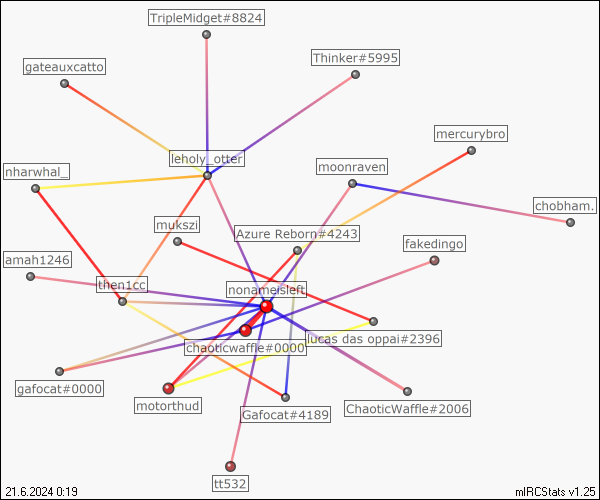 TripleMidget#8824
Thinker#5995
gateauxcatto
mercurybro
leholy_otter
moonraven
nharwhal_
chobham.
mukszi
Azure Reborn#4243
fakedingo
amah1246
then1cc
nonameisleft
lucas das oppai#2396
chaoticwaffle#0000
gafocat#0000
motorthud
Gafocat#4189
ChaoticWaffle#2006
tt532
21.6.2024 0:19
mIRCStats v1.25